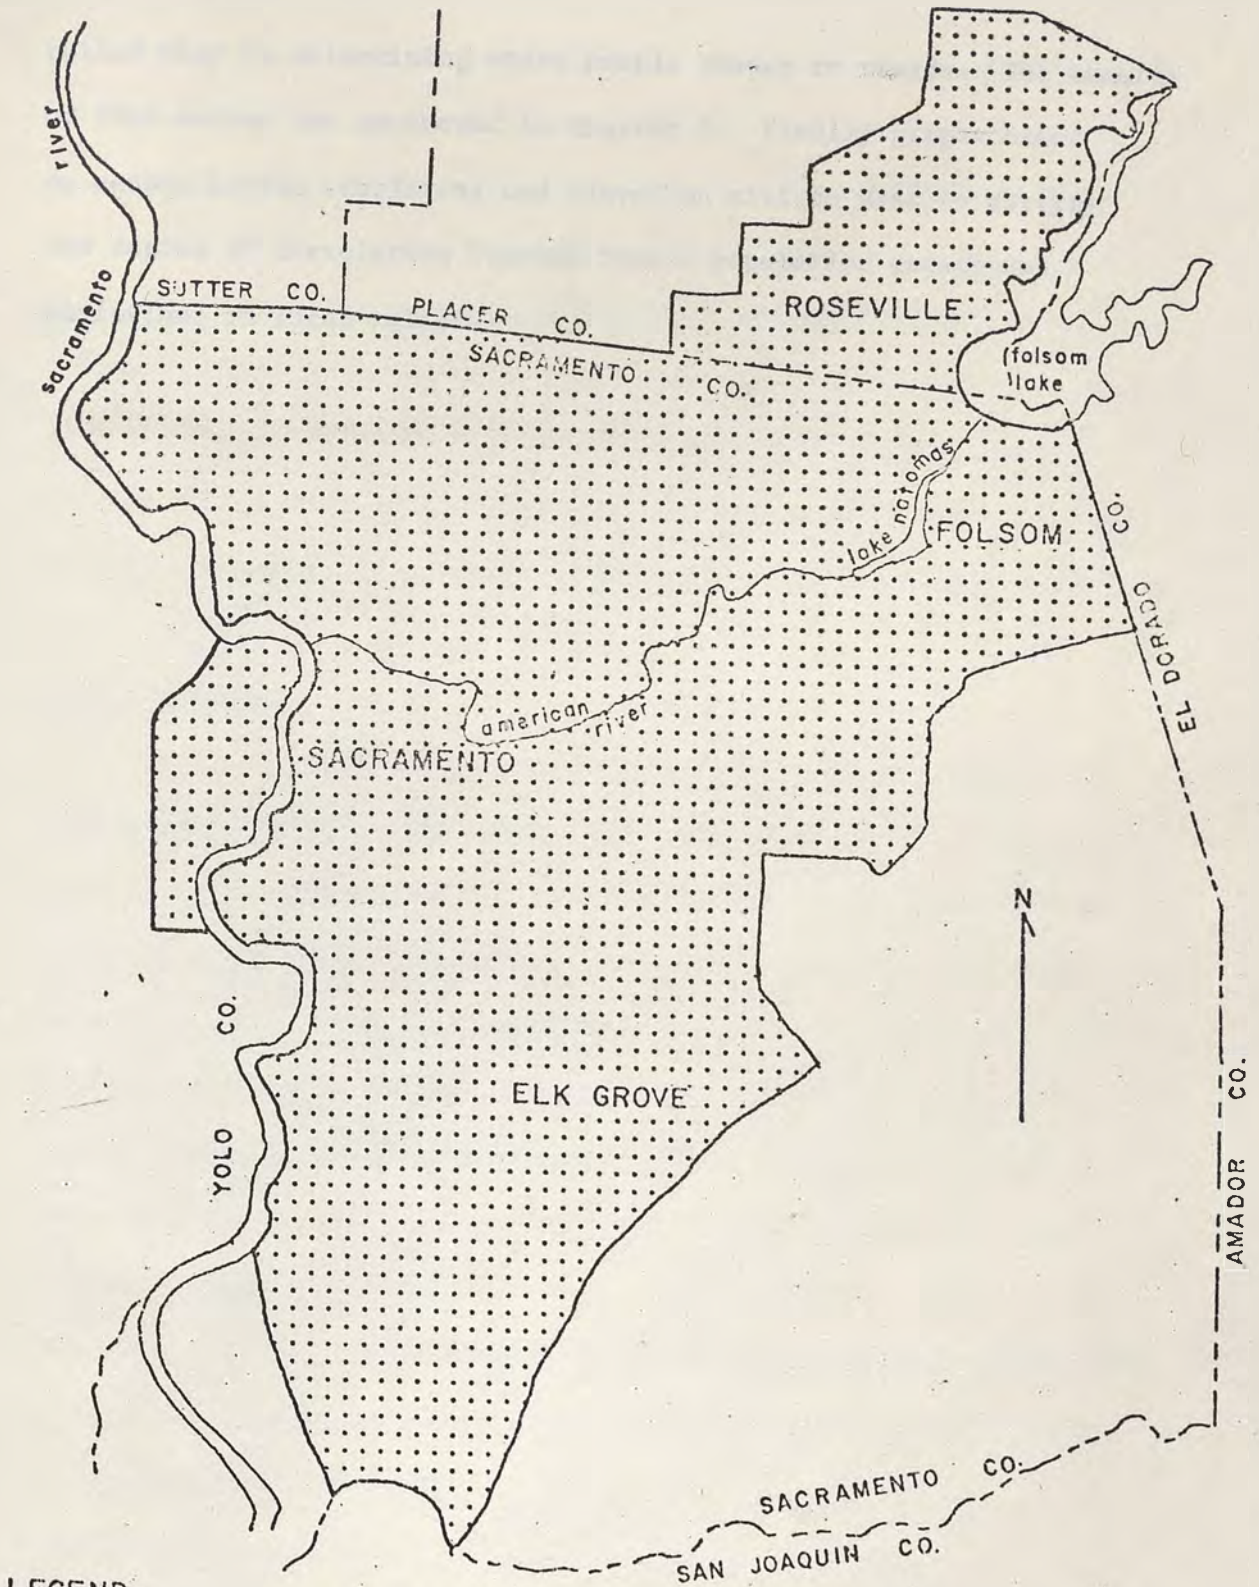 river
sacramento
SUTTER CO.
PLACER CO.
SACRAMENTO CO.
ROSEVILLE
folsom
lake
lake natomas
FOLSOM
EL DORADO CO.
american
river
SACRAMENTO
N
YOLO CO.
ELK GROVE
AMADOR CO.
SACRAMENTO CO.
SAN JOAQUIN CO.
LEGEND